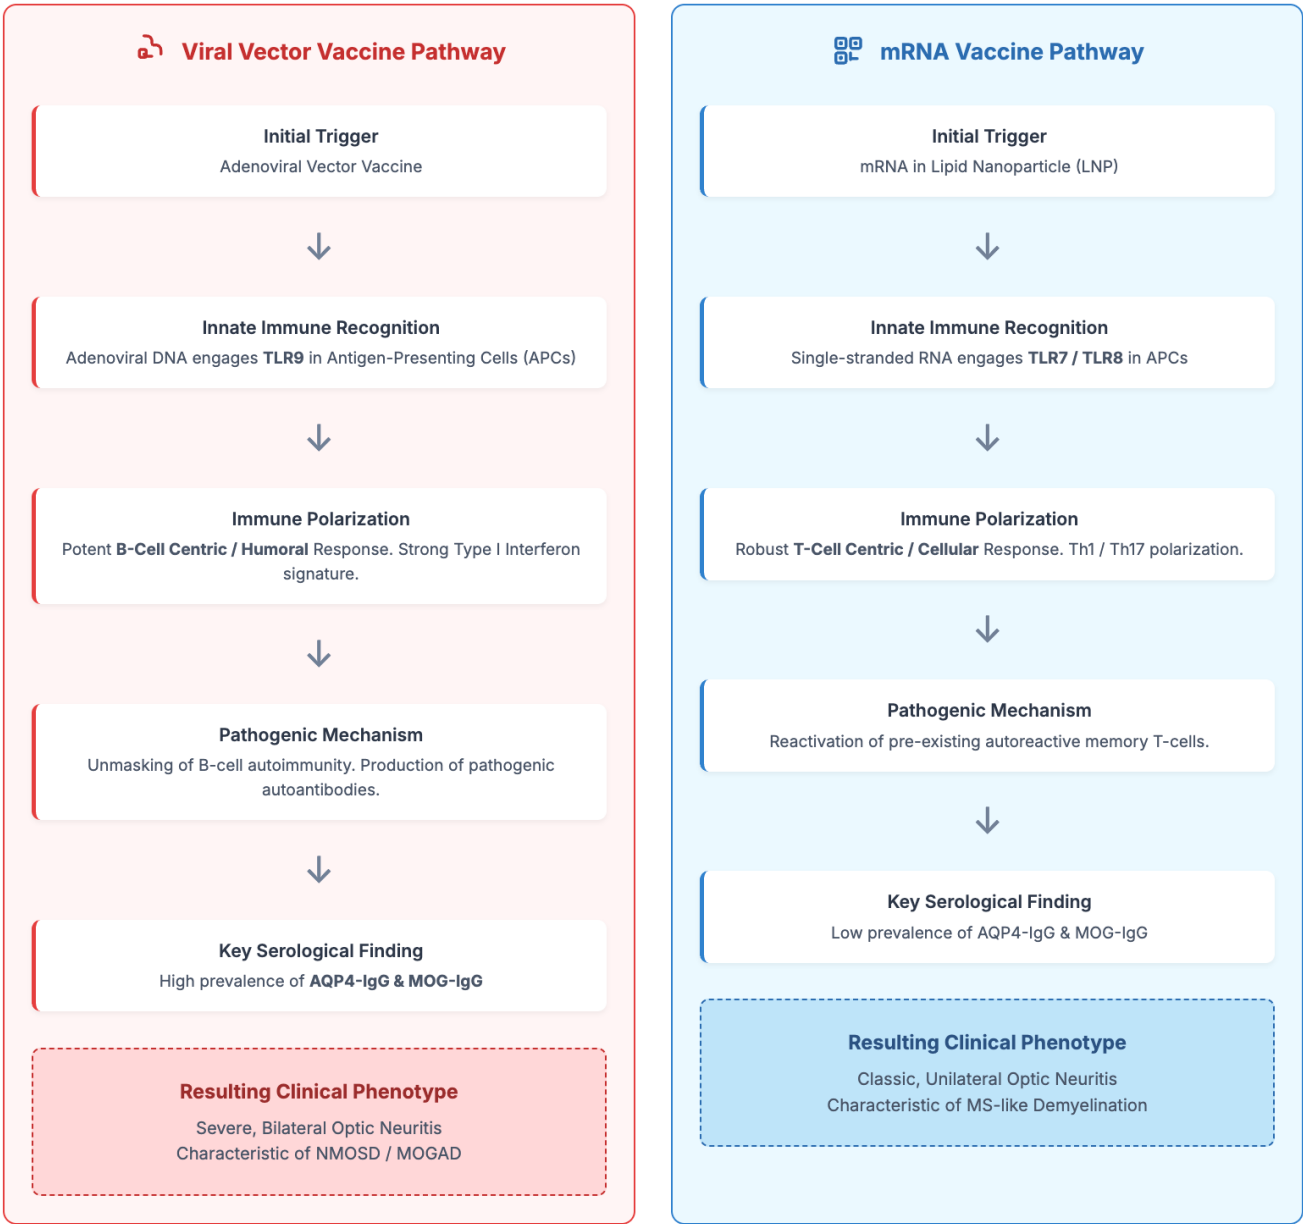 Viral Vector Vaccine Pathway
Initial Trigger
Adenoviral Vector Vaccine
Innate Immune Recognition
Adenoviral DNA engages TLR9 in Antigen-Presenting Cells (APCs)
Immune Polarization
Potent B-Cell Centric / Humoral Response. Strong Type I Interferon
signature.
Pathogenic Mechanism
Unmasking of B-cell autoimmunity. Production of pathogenic
autoantibodies.
Key Serological Finding
High prevalence of AQP4-IgG & MOG-IgG
Resulting Clinical Phenotype
Severe, Bilateral Optic Neuritis
Characteristic of NMOSD / MOGAD
mRNA Vaccine Pathway
Initial Trigger
mRNA in Lipid Nanoparticle (LNP)
Innate Immune Recognition
Single-stranded RNA engages TLR7 / TLR8 in APCs
Immune Polarization
Robust T-Cell Centric / Cellular Response. Th1 / Th17 polarization.
Pathogenic Mechanism
Reactivation of pre-existing autoreactive memory T-cells.
Key Serological Finding
Low prevalence of AQP4-IgG & MOG-IgG
Resulting Clinical Phenotype
Classic, Unilateral Optic Neuritis
Characteristic of MS-like Demyelination